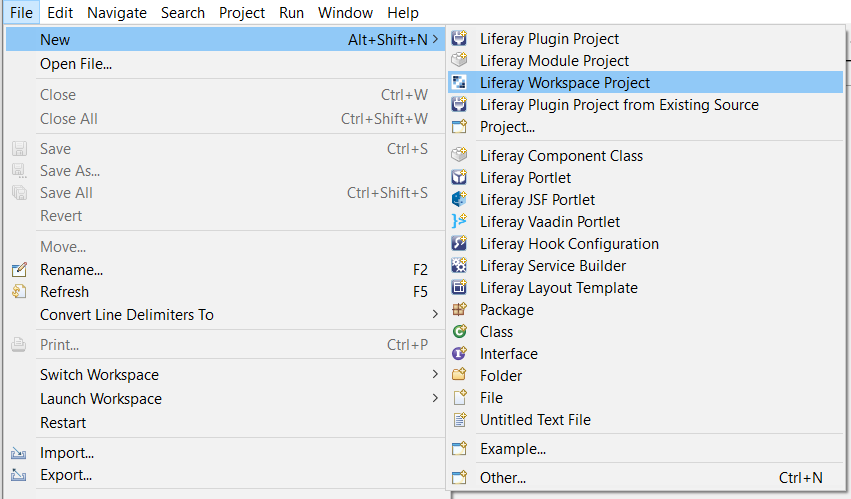 File Edit Navigate Search Project Run Window Help
New Alt+Shift+N
Open File...
Close Ctrl+W
Close All Ctrl+Shift+W
Save Ctrl+S
Save As...
Save All Ctrl+Shift+S
Revert
Move...
Rename... F2
Refresh F5
Convert Line Delimiters To
Print... Ctrl+P
Switch Workspace
Launch Workspace
Restart
Import...
Export...
Liferay Plugin Project
Liferay Module Project
Liferay Workspace Project
Liferay Plugin Project from Existing Source
Project...
Liferay Component Class
Liferay Portlet
Liferay JSF Portlet
Liferay Vaadin Portlet
Liferay Hook Configuration
Liferay Service Builder
Liferay Layout Template
Package
Class
Interface
Folder
File
Untitled Text File
Example...
Other... Ctrl+N